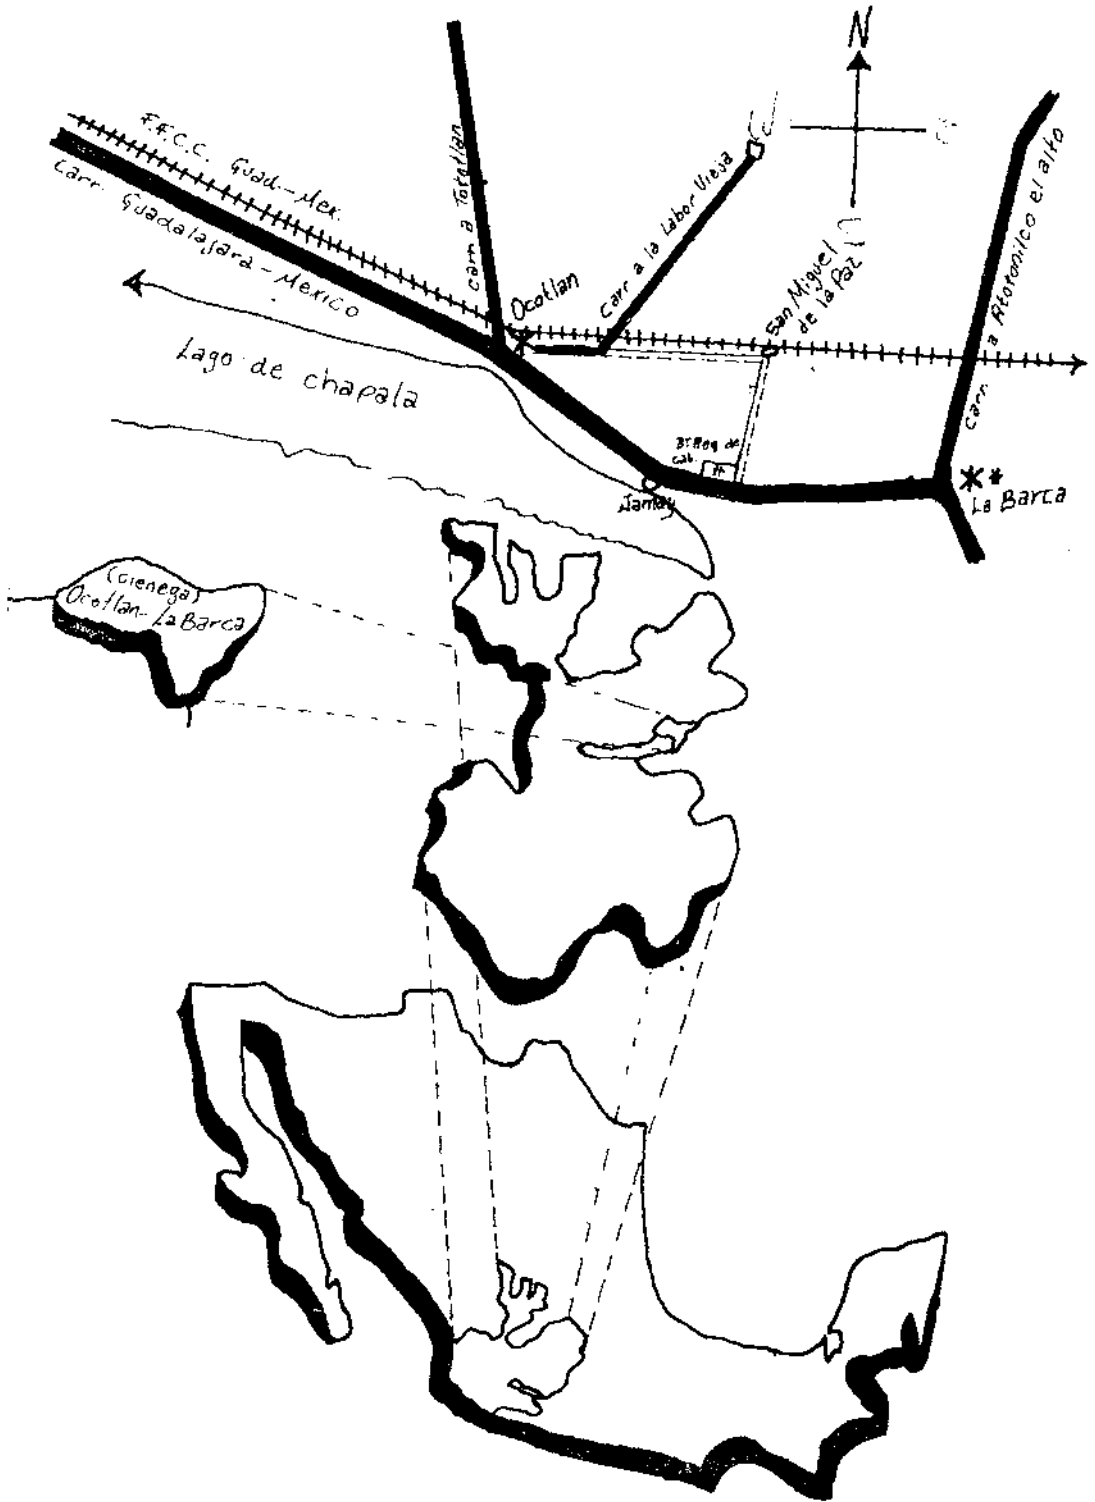 N
F.F.C.C. Guad-Mex.
Carr. Guadalajara-Mexico
carr a Tototlan
Ocotlan
carr a la Labor Vieja
San Miguel
de la Paz
carr. a Atotonilco el alto
Lago de chapala
cab.
Jamay
La Barca
(cienega)
Ocotlan-La Barca